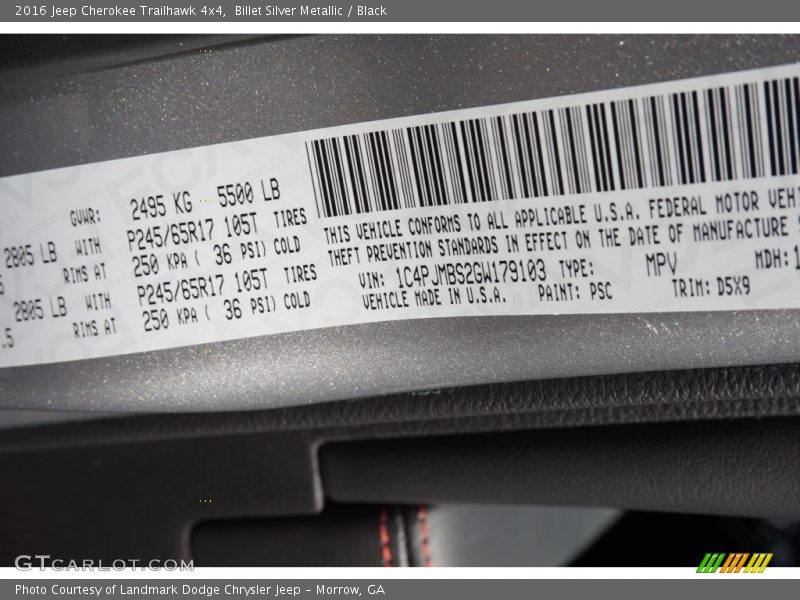 2016 Jeep Cherokee Trailhawk 4x4, Billet Silver Metallic / Black
GVWR: 2495 KG 5500 LB
2805 LB WITH P245/65R17 105T TIRES
RIMS AT 250 KPA ( 36 PSI) COLD
2805 LB WITH P245/65R17 105T TIRES
.5 RIMS AT 250 KPA ( 36 PSI) COLD
THIS VEHICLE CONFORMS TO ALL APPLICABLE U.S.A. FEDERAL MOTOR VEHI
THEFT PREVENTION STANDARDS IN EFFECT ON THE DATE OF MANUFACTURE
VIN: 1C4PJMBS2GW179103 TYPE: MPV MDH:1
VEHICLE MADE IN U.S.A. PAINT: PSC TRIM: D5X9
GTCARLOT.COM
Photo Courtesy of Landmark Dodge Chrysler Jeep – Morrow, GA